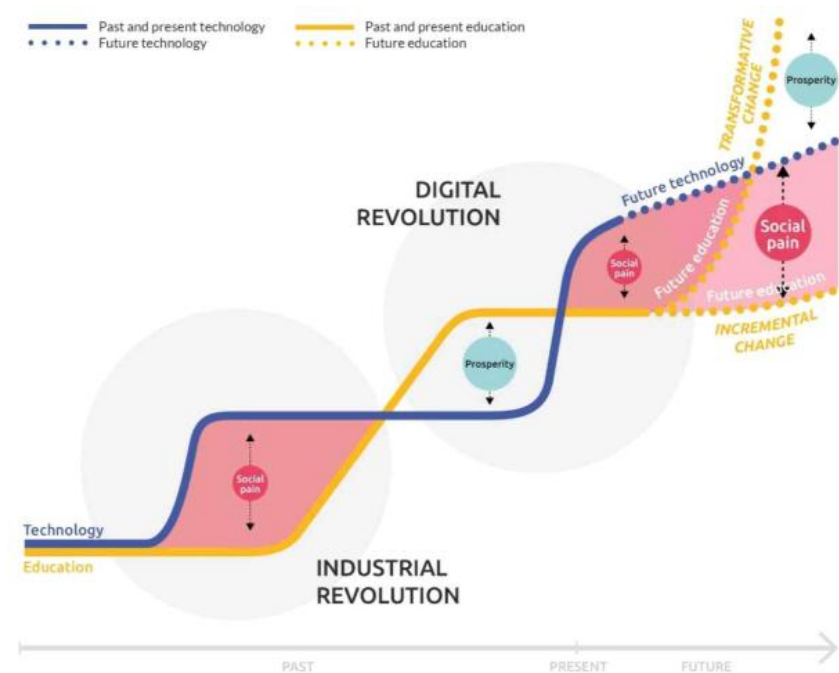 Past and present technology
Future technology
Past and present education
Future education
TRANSFORMATIVE
CHANGE
Prosperity
DIGITAL
REVOLUTION
Future technology
Social
pain
Social
pain
Future education
Future education
INCREMENTAL
CHANGE
Prosperity
Social
pain
Technology
Education
INDUSTRIAL
REVOLUTION
PAST
PRESENT
FUTURE